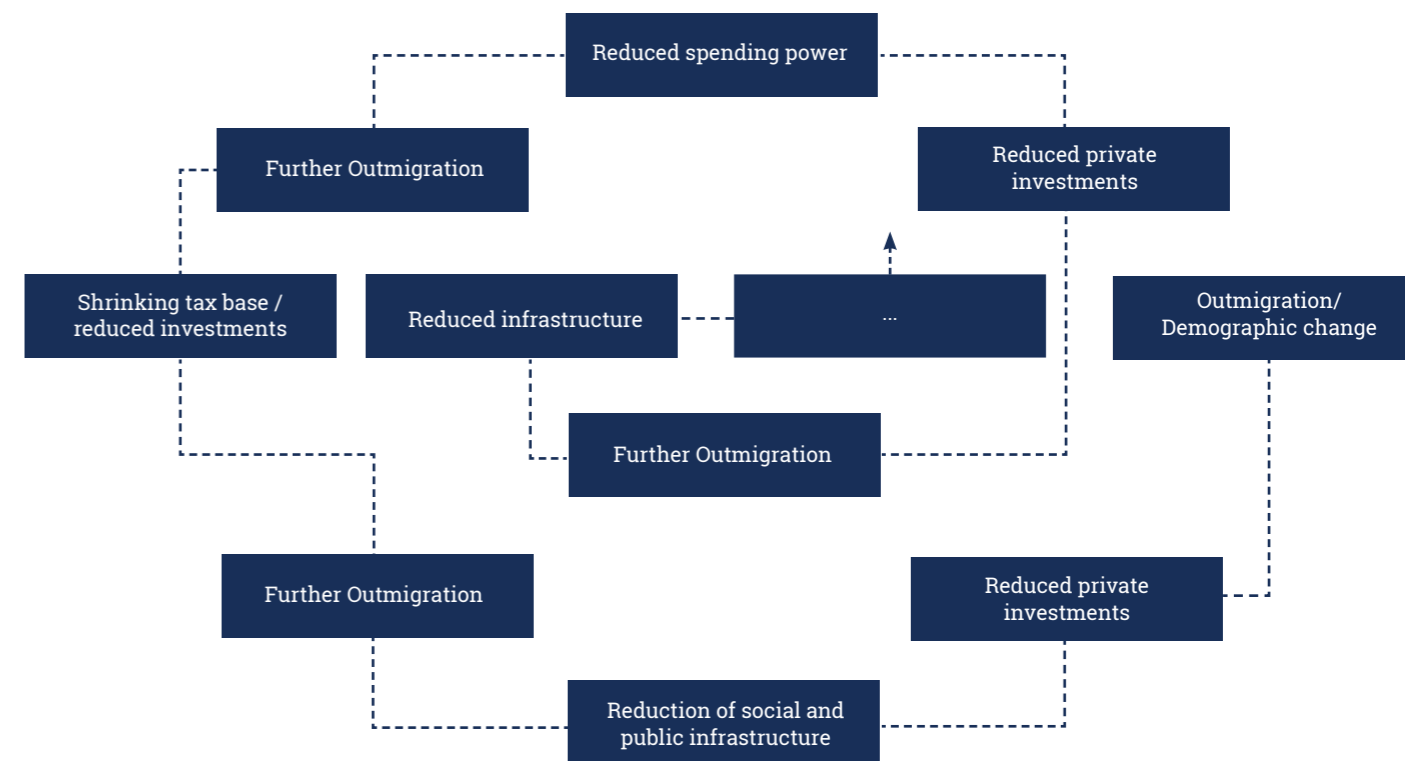 Reduced spending power
Further Outmigration
Reduced private
investments
Shrinking tax base /
reduced investments
Reduced infrastructure
...
Outmigration/
Demographic change
Further Outmigration
Further Outmigration
Reduced private
investments
Reduction of social and
public infrastructure